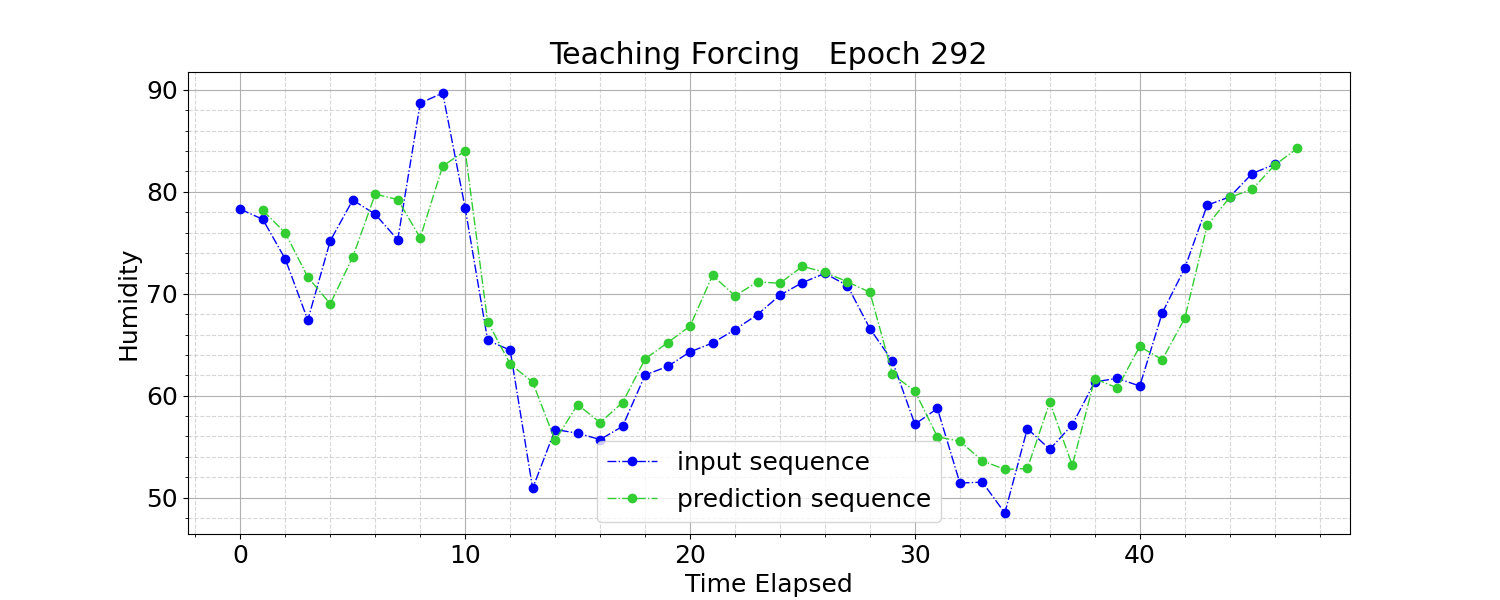 Teaching Forcing   Epoch 292
Humidity
90
80
70
60
50
input sequence
prediction sequence
0 10 20 30 40
Time Elapsed